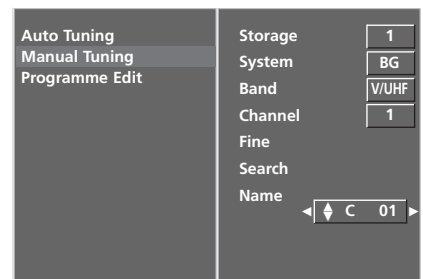 Auto Tuning
Manual Tuning
Programme Edit
Storage 1
System BG
Band V/UHF
Channel 1
Fine
Search
Name
C 01